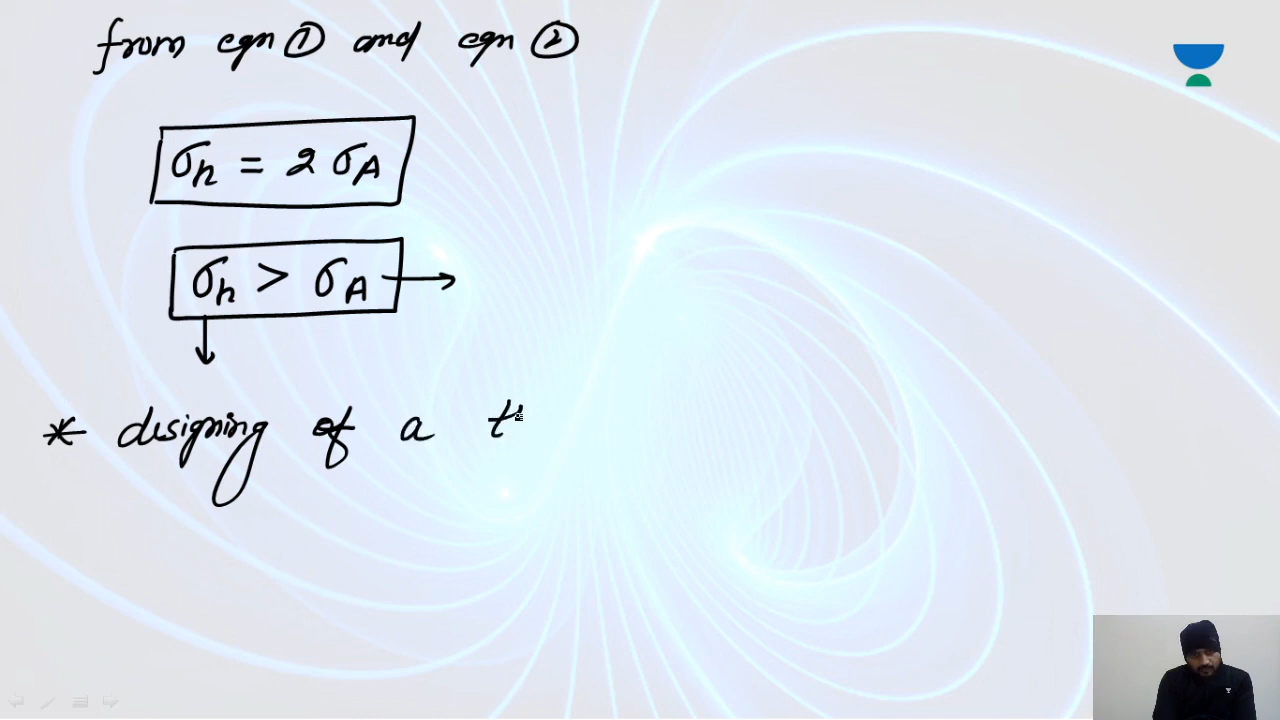 from eqn ① and eqn ②
σh = 2 σA
σh > σA →
* designing of a t